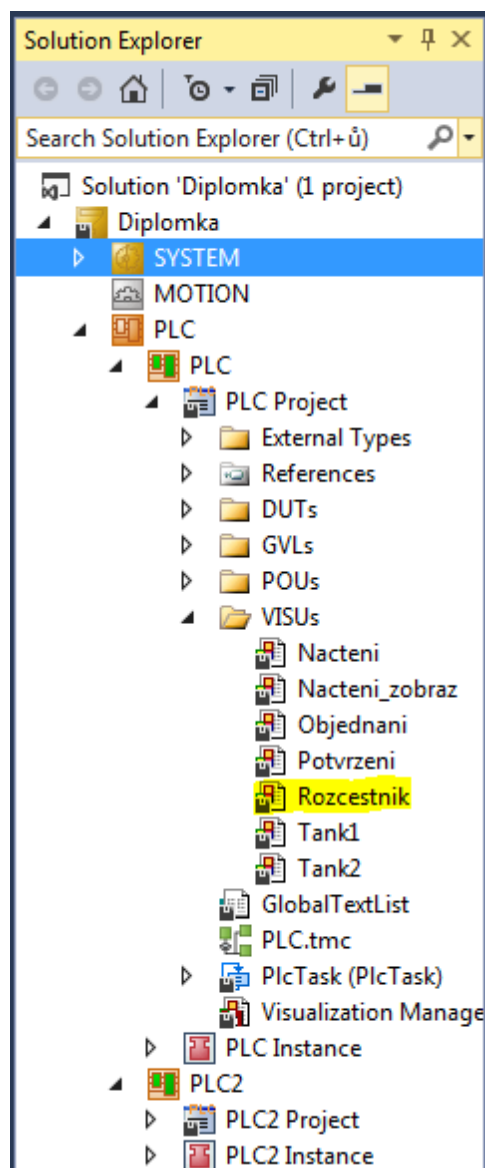 Solution Explorer
Search Solution Explorer (Ctrl+ů)
Solution 'Diplomka' (1 project)
Diplomka
SYSTEM
MOTION
PLC
PLC
PLC Project
External Types
References
DUTs
GVLs
POUs
VISUs
Nacteni
Nacteni_zobraz
Objednani
Potvrzeni
Rozcestnik
Tank1
Tank2
GlobalTextList
PLC.tmc
PlcTask (PlcTask)
Visualization Manage
PLC Instance
PLC2
PLC2 Project
PLC2 Instance